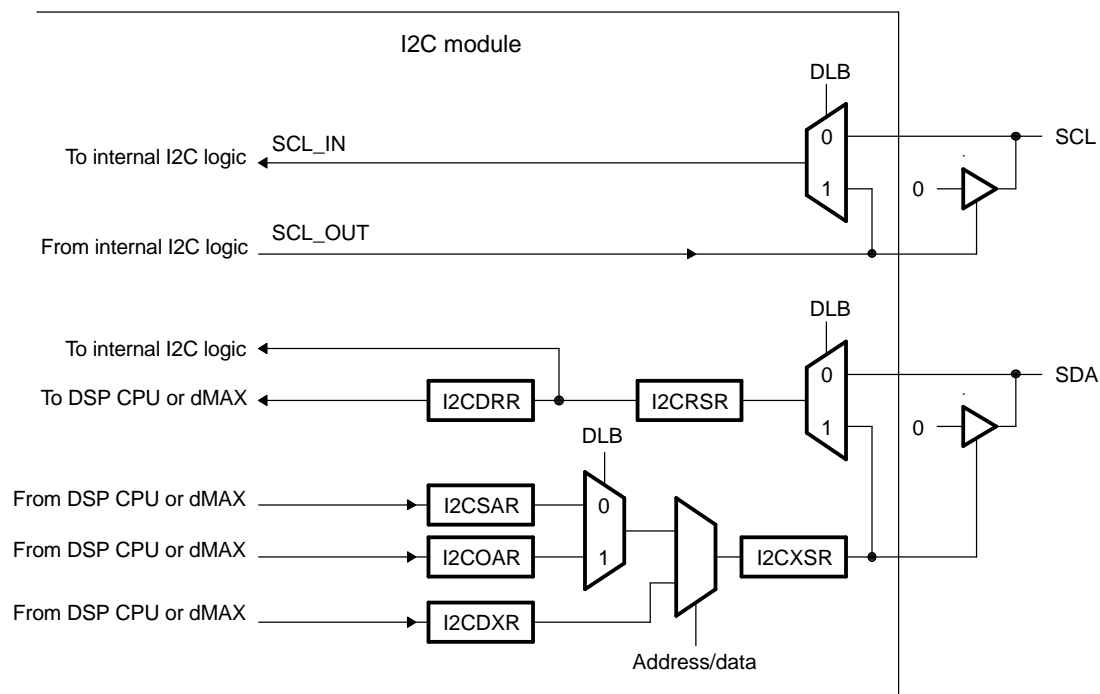 I2C module
DLB
0
SCL
SCL_IN
To internal I2C logic
1
0
SCL_OUT
From internal I2C logic
DLB
To internal I2C logic
0
SDA
To DSP CPU or dMAX
I2CDRR
I2CRSR
1
0
DLB
From DSP CPU or dMAX
I2CSAR
0
From DSP CPU or dMAX
I2COAR
1
I2CXSR
From DSP CPU or dMAX
I2CDXR
Address/data